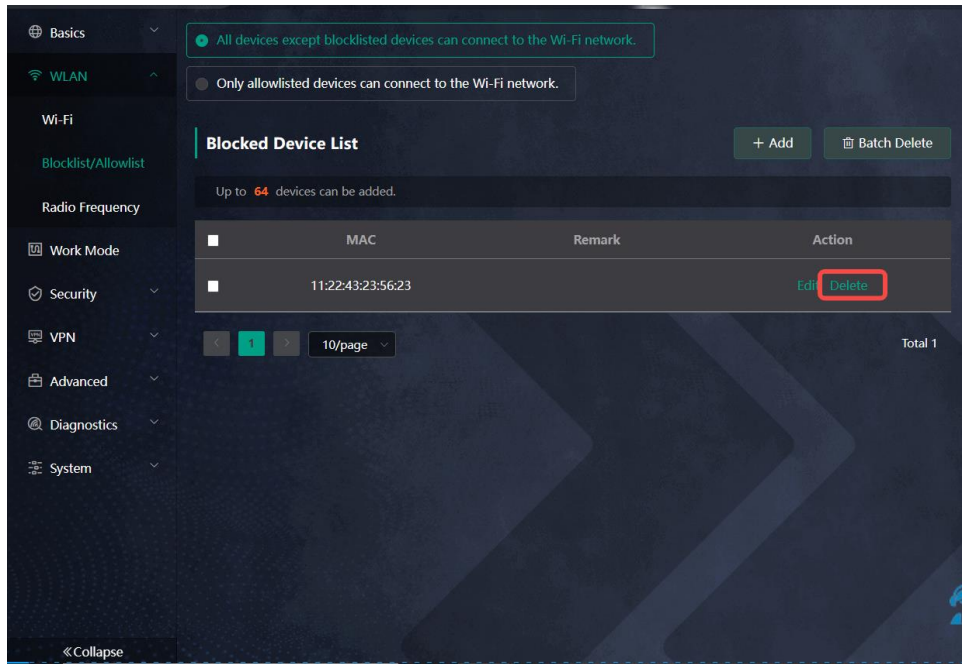 Basics
WLAN
Wi-Fi
Blocklist/Allowlist
Radio Frequency
Work Mode
Security
VPN
Advanced
Diagnostics
System
«Collapse
All devices except blocklisted devices can connect to the Wi-Fi network.
Only allowlisted devices can connect to the Wi-Fi network.
Blocked Device List
+ Add
Batch Delete
Up to 64 devices can be added.
MAC Remark Action
11:22:43:23:56:23 Edit Delete
< 1 > 10/page Total 1